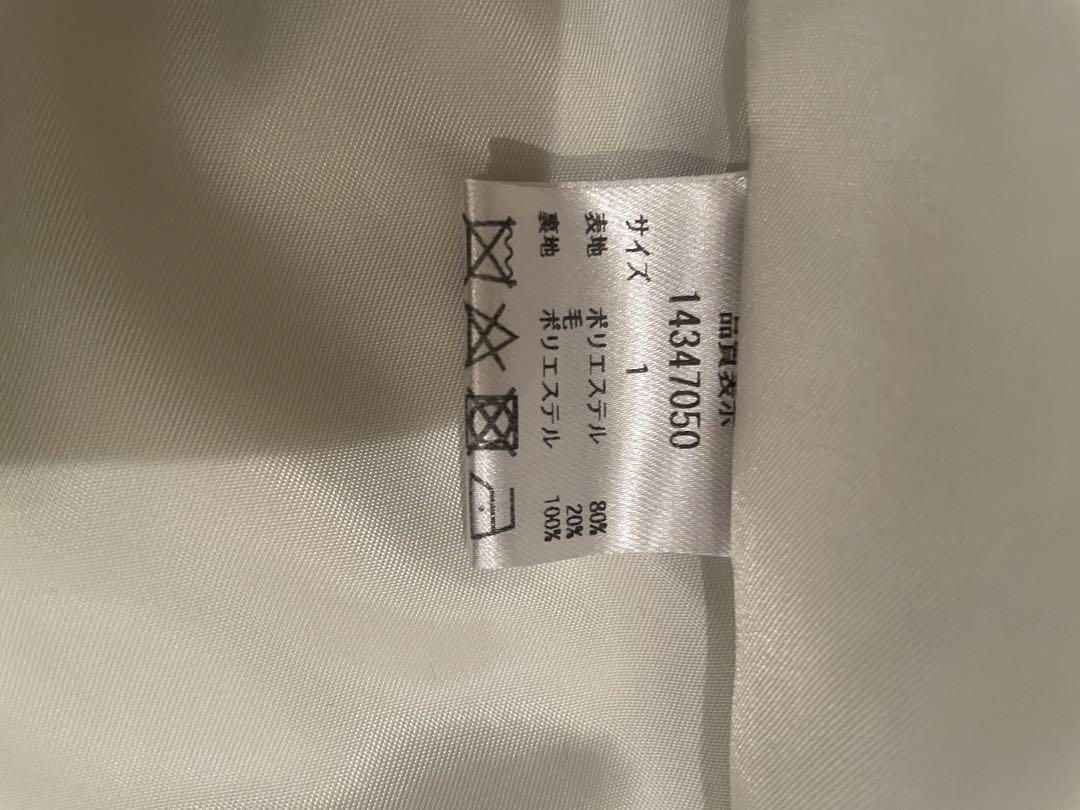 品質表示
14347050
サイズ 1
表地 ポリエステル 80%
毛 20%
裏地 ポリエステル 100%